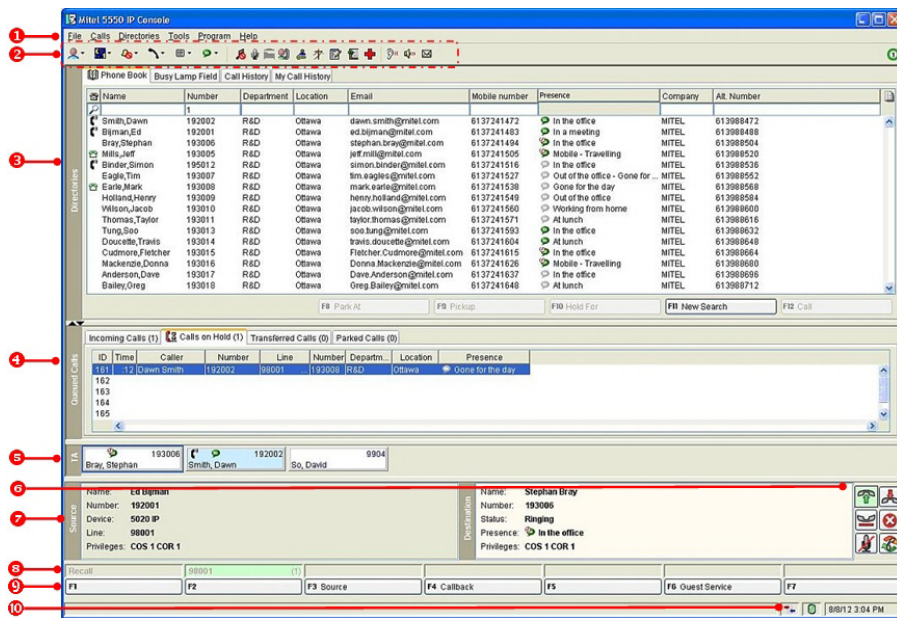 Mitel 5550 IP Console
1 File Calls Directories Tools Program Help
2
Phone Book Busy Lamp Field Call History My Call History
Name Number Department Location Email Mobile number Presence Company Alt. Number
1
Smith,Dawn 192002 R&D Ottawa dawn.smith@mitel.com 6137241472 In the office MITEL 613988472
Bijman,Ed 192001 R&D Ottawa ed.bijman@mitel.com 6137241483 In a meeting MITEL 613988488
Bray,Stephan 193006 R&D Ottawa stephan.bray@mitel.com 6137241494 In the office MITEL 613988504
3 Mills,Jeff 193005 R&D Ottawa jeff.mill@mitel.com 6137241505 Mobile - Travelling MITEL 613988520
Binder,Simon 195012 R&D Ottawa simon.binder@mitel.com 6137241516 In the office MITEL 613988536
Eagle,Tim 193007 R&D Ottawa tim.eagles@mitel.com 6137241527 Out of the office - Gone for ... MITEL 613988552
Earle,Mark 193008 R&D Ottawa mark.earle@mitel.com 6137241538 Gone for the day MITEL 613988568
Holland,Henry 193009 R&D Ottawa henry.holland@mitel.com 6137241549 Out of the office MITEL 613988584
Wilson,Jacob 193010 R&D Ottawa jacob.wilson@mitel.com 6137241560 Working from home MITEL 613988600
Thomas,Taylor 193011 R&D Ottawa taylor.thomas@mitel.com 6137241571 At lunch MITEL 613988616
Tung,Soo 193013 R&D Ottawa soo.tung@mitel.com 6137241593 In the office MITEL 613988632
Doucette,Travis 193014 R&D Ottawa travis.doucette@mitel.com 6137241604 At lunch MITEL 613988648
Cudmore,Fletcher 193015 R&D Ottawa Fletcher.Cudmore@mitel.com 6137241615 In the office MITEL 613988664
Mackenzie,Donna 193016 R&D Ottawa Donna.Mackenzie@mitel.com 6137241626 Mobile - Travelling MITEL 613988680
Anderson,Dave 193017 R&D Ottawa Dave.Anderson@mitel.com 6137241637 In the office MITEL 613988696
Bailey,Greg 193018 R&D Ottawa Greg.Bailey@mitel.com 6137241648 At lunch MITEL 613988712
Directories
F8 Park At F9 Pickup F10 Hold For F11 New Search F12 Call
Incoming Calls (1) Calls on Hold (1) Transferred Calls (0) Parked Calls (0)
4 ID Time Caller Number Line Number Departm... Location Presence
161 :12 Dawn Smith 192002 98001 ... 193008 R&D Ottawa Gone for the day
162
163
164
165
Queued Calls
5 TA 193006 192002 9904
Bray, Stephan Smith, Dawn So, David
6
Name: Ed Bijman Name: Stephan Bray
Number: 192001 Number: 193006
7 Source Device: 5020 IP Destination Status: Ringing
Line: 98001 Presence: In the office
Privileges: COS 1 COR 1 Privileges: COS 1 COR 1
8 Recall 98001 (1)
9 F1 F2 F3 Source F4 Callback F5 F6 Guest Service F7
10 8/8/12 3:04 PM